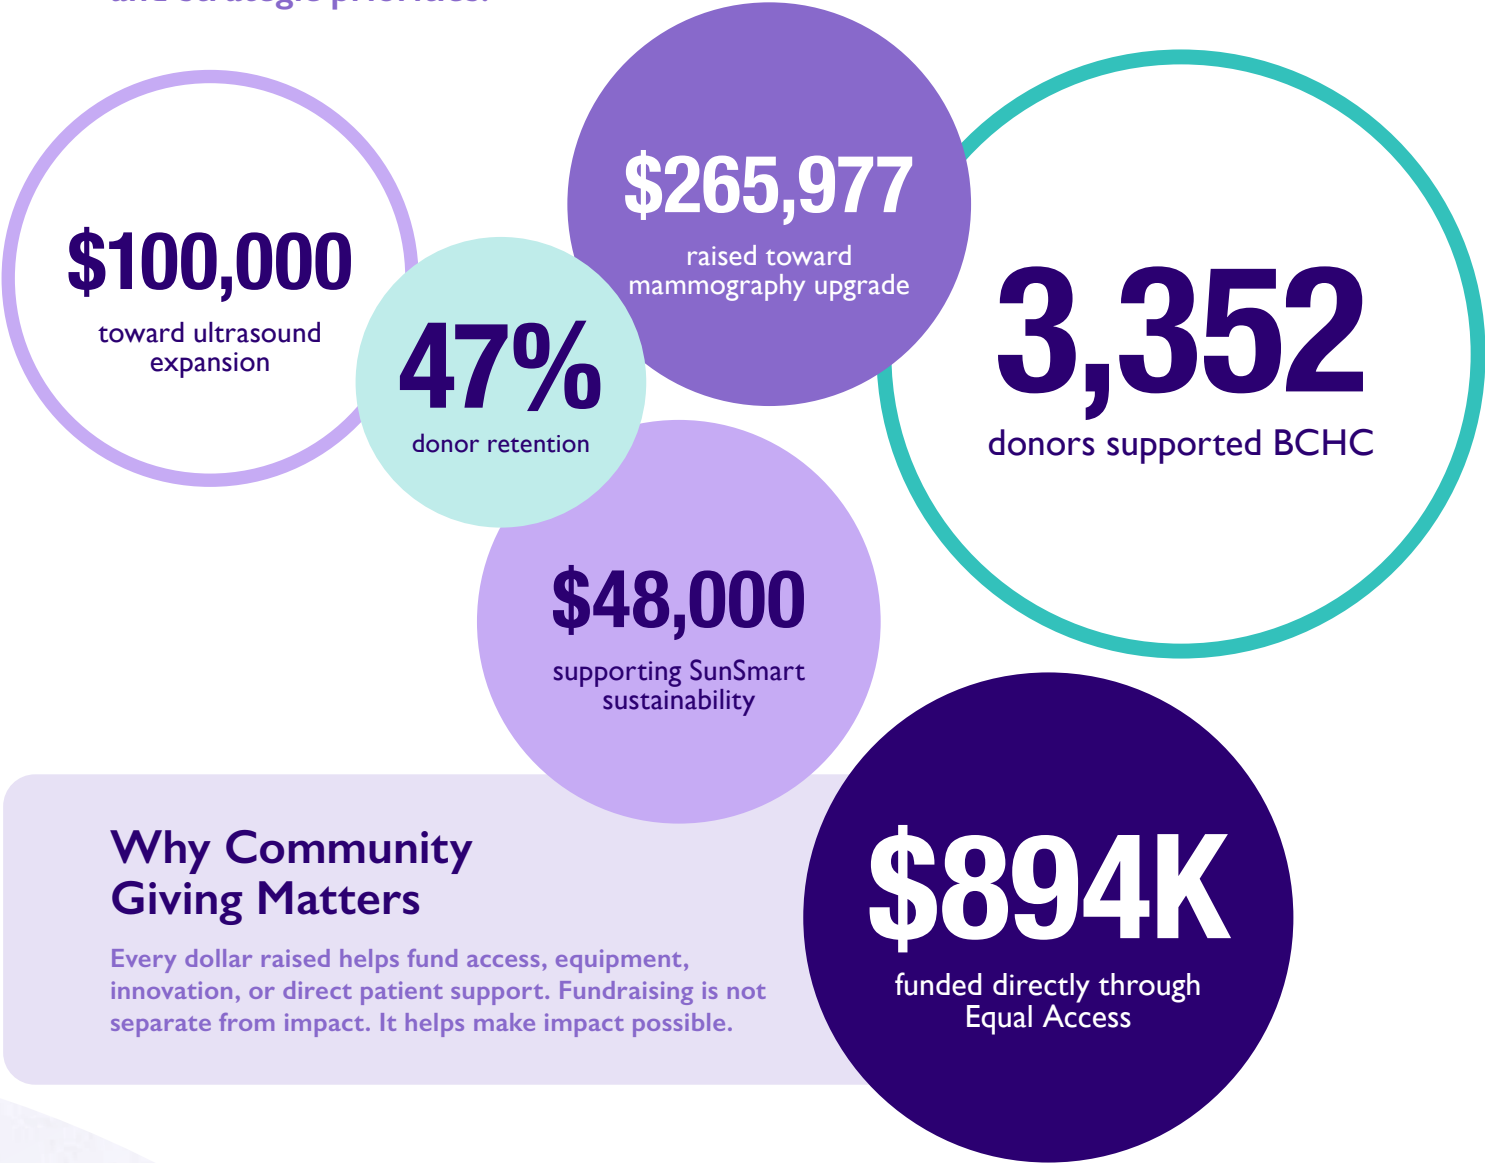 and strategic priorities.
$265,977
raised toward
mammography upgrade
$100,000
toward ultrasound
expansion
47%
donor retention
3,352
donors supported BCHC
$48,000
supporting SunSmart
sustainability
Why Community
Giving Matters
Every dollar raised helps fund access, equipment,
innovation, or direct patient support. Fundraising is not
separate from impact. It helps make impact possible.
$894K
funded directly through
Equal Access